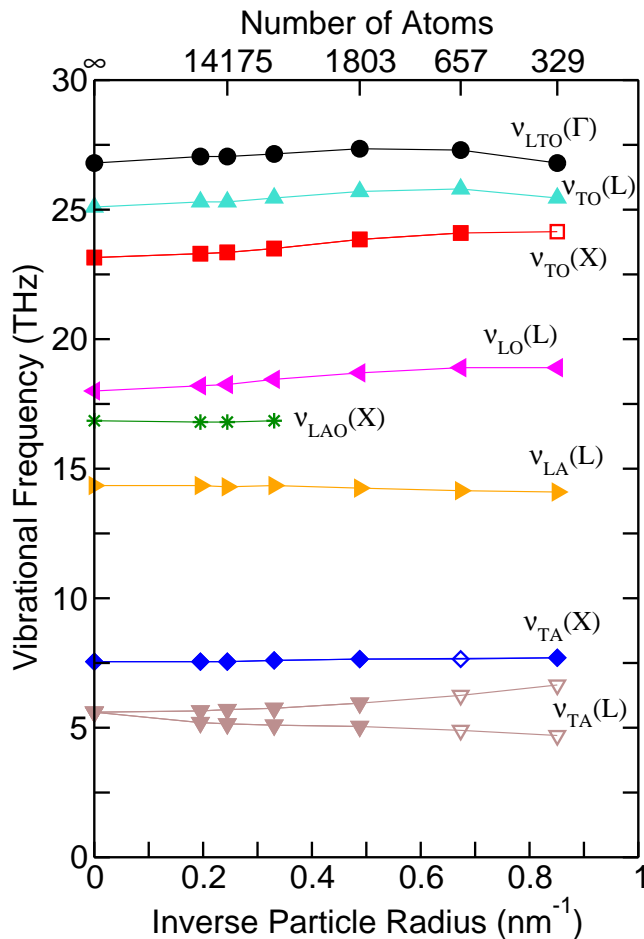 Number of Atoms
∞ 14175 1803 657 329
30
ν_LTO(Γ)
ν_TO(L)
25
ν_TO(X)
20
ν_LO(L)
ν_LAO(X)
15
ν_LA(L)
10
ν_TA(X)
ν_TA(L)
5
0
Vibrational Frequency (THz)
0 0.2 0.4 0.6 0.8 1
Inverse Particle Radius (nm⁻¹)